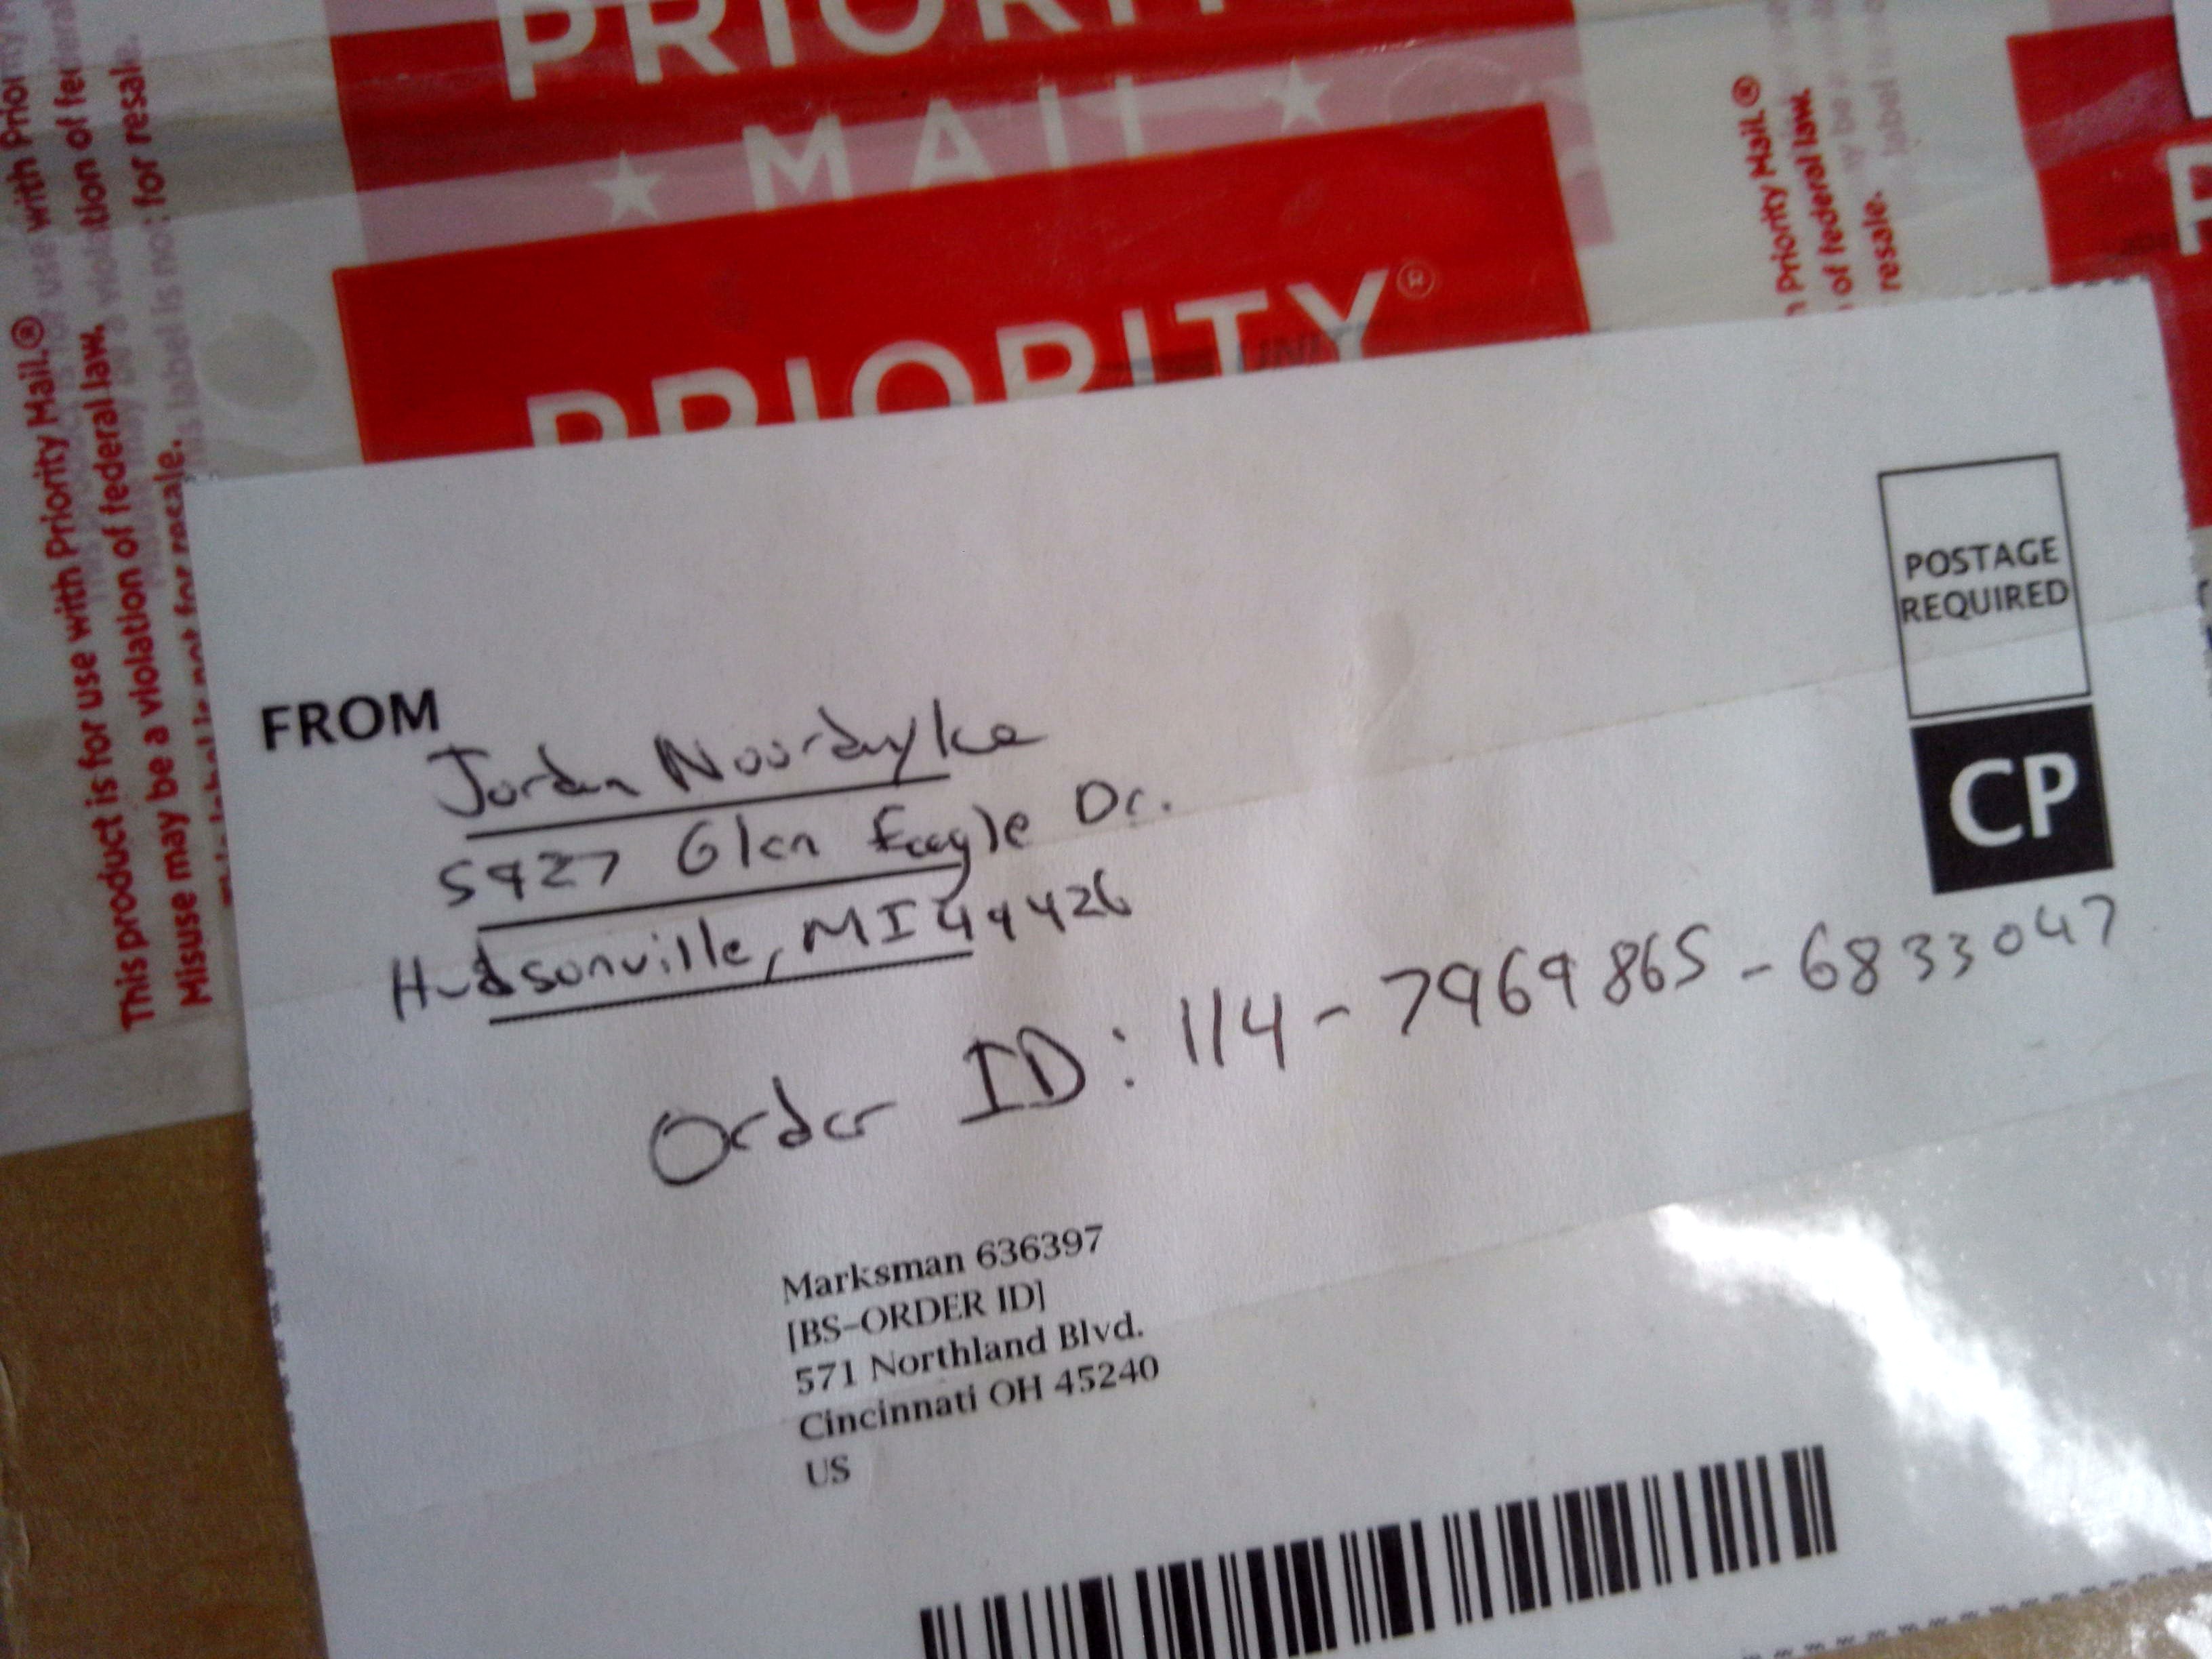 PRIORITY
★ MAIL ★
PRIORITY®
This product is for use with Priority Mail.®
Misuse may be a violation of federal law.
Priority Mail.®
of federal law.
resale.
POSTAGE
REQUIRED
CP
FROM
Jordan Noordyke
5927 Glen Eagle Dr.
Hudsonville, MI 49426
Order ID: 114-7969865-6833047
Marksman 636397
[BS-ORDER ID]
571 Northland Blvd.
Cincinnati OH 45240
US